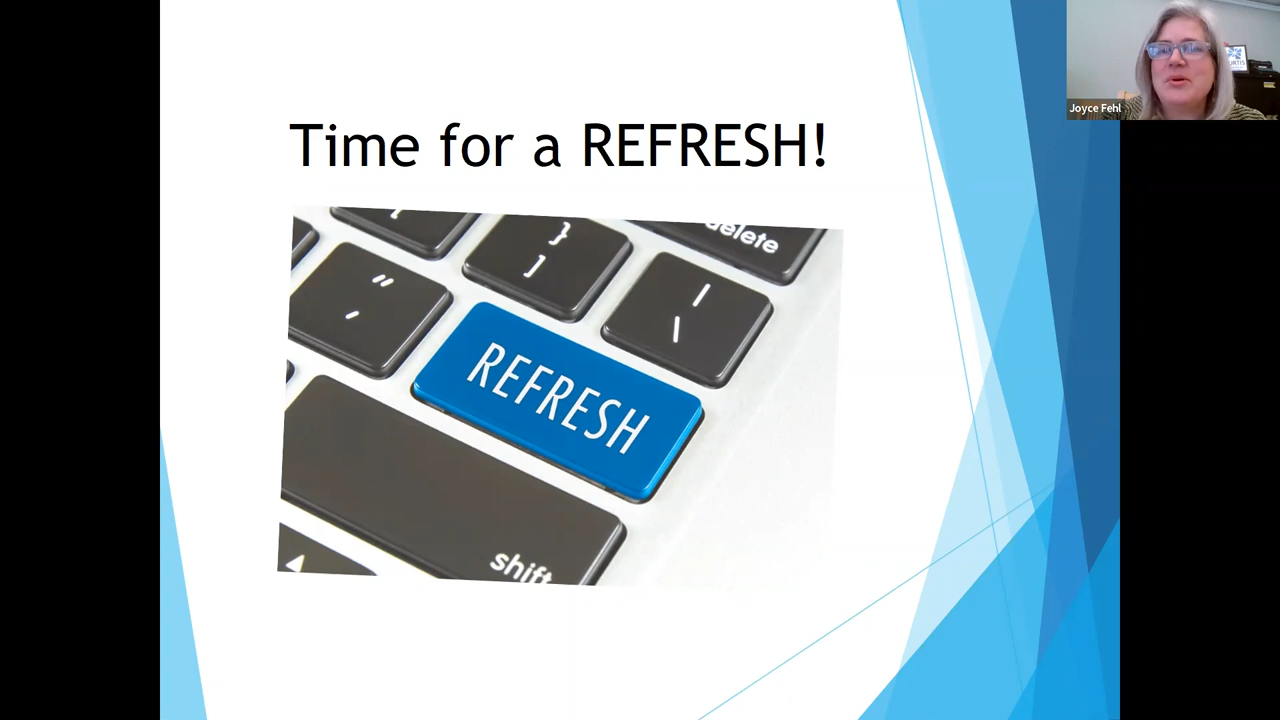 Time for a REFRESH!
Joyce Fehl
delete
}
]
|
\
"
'
REFRESH
shift